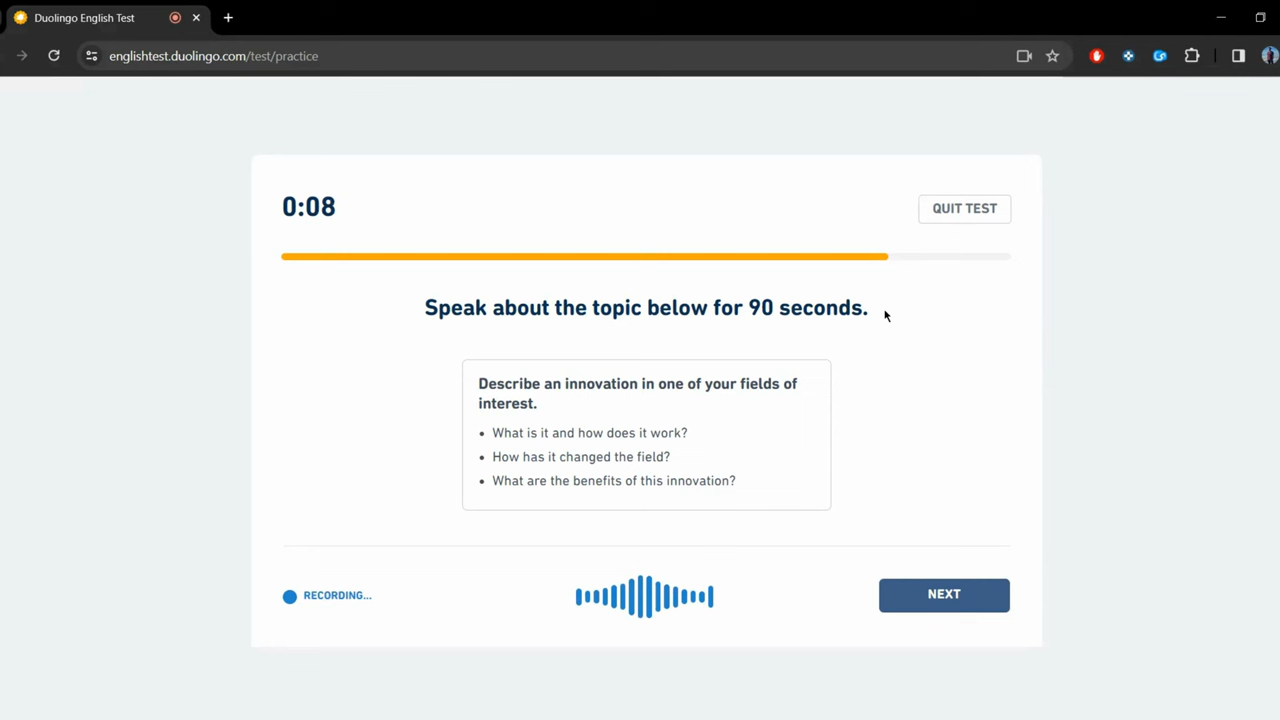 Duolingo English Test
englishtest.duolingo.com/test/practice
0:08
QUIT TEST
Speak about the topic below for 90 seconds.
Describe an innovation in one of your fields of
interest.
• What is it and how does it work?
• How has it changed the field?
• What are the benefits of this innovation?
RECORDING...
NEXT